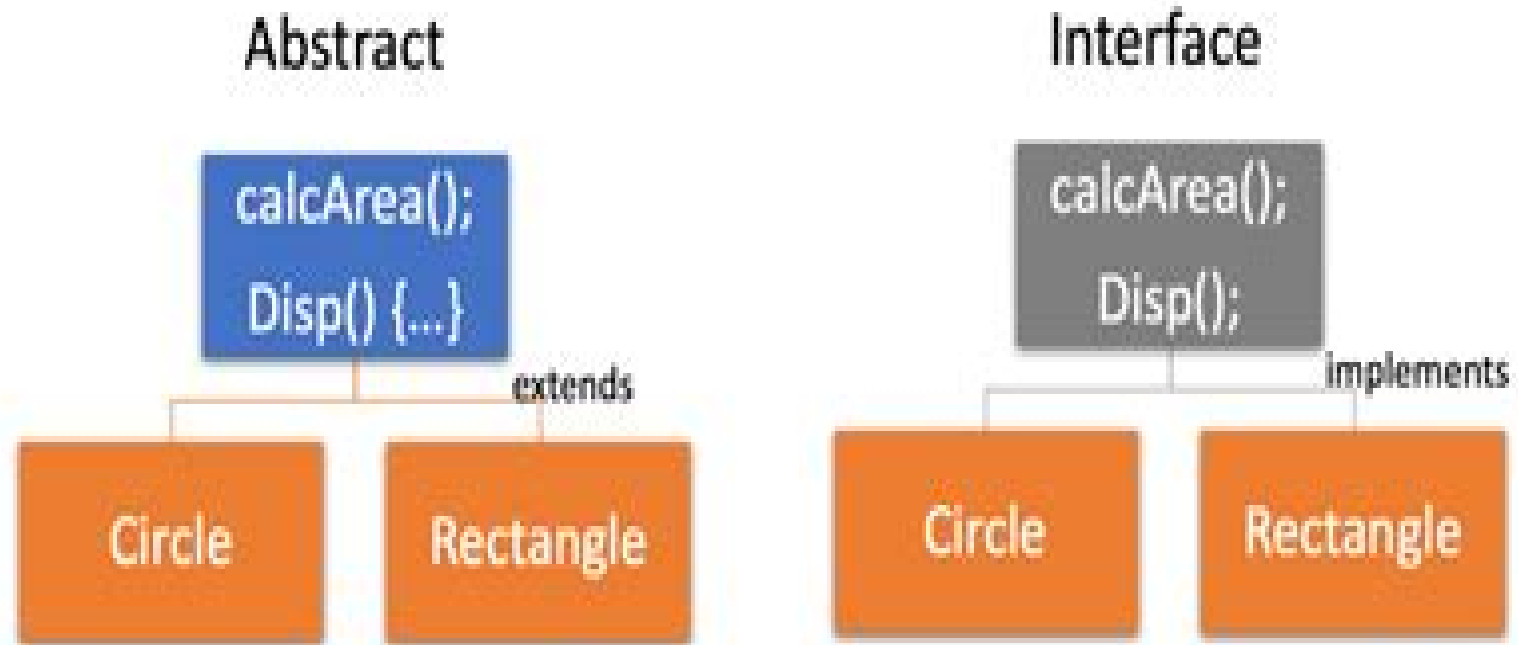 Abstract
calcArea();
Disp() {...}
extends
Circle
Rectangle
Interface
calcArea();
Disp();
implements
Circle
Rectangle